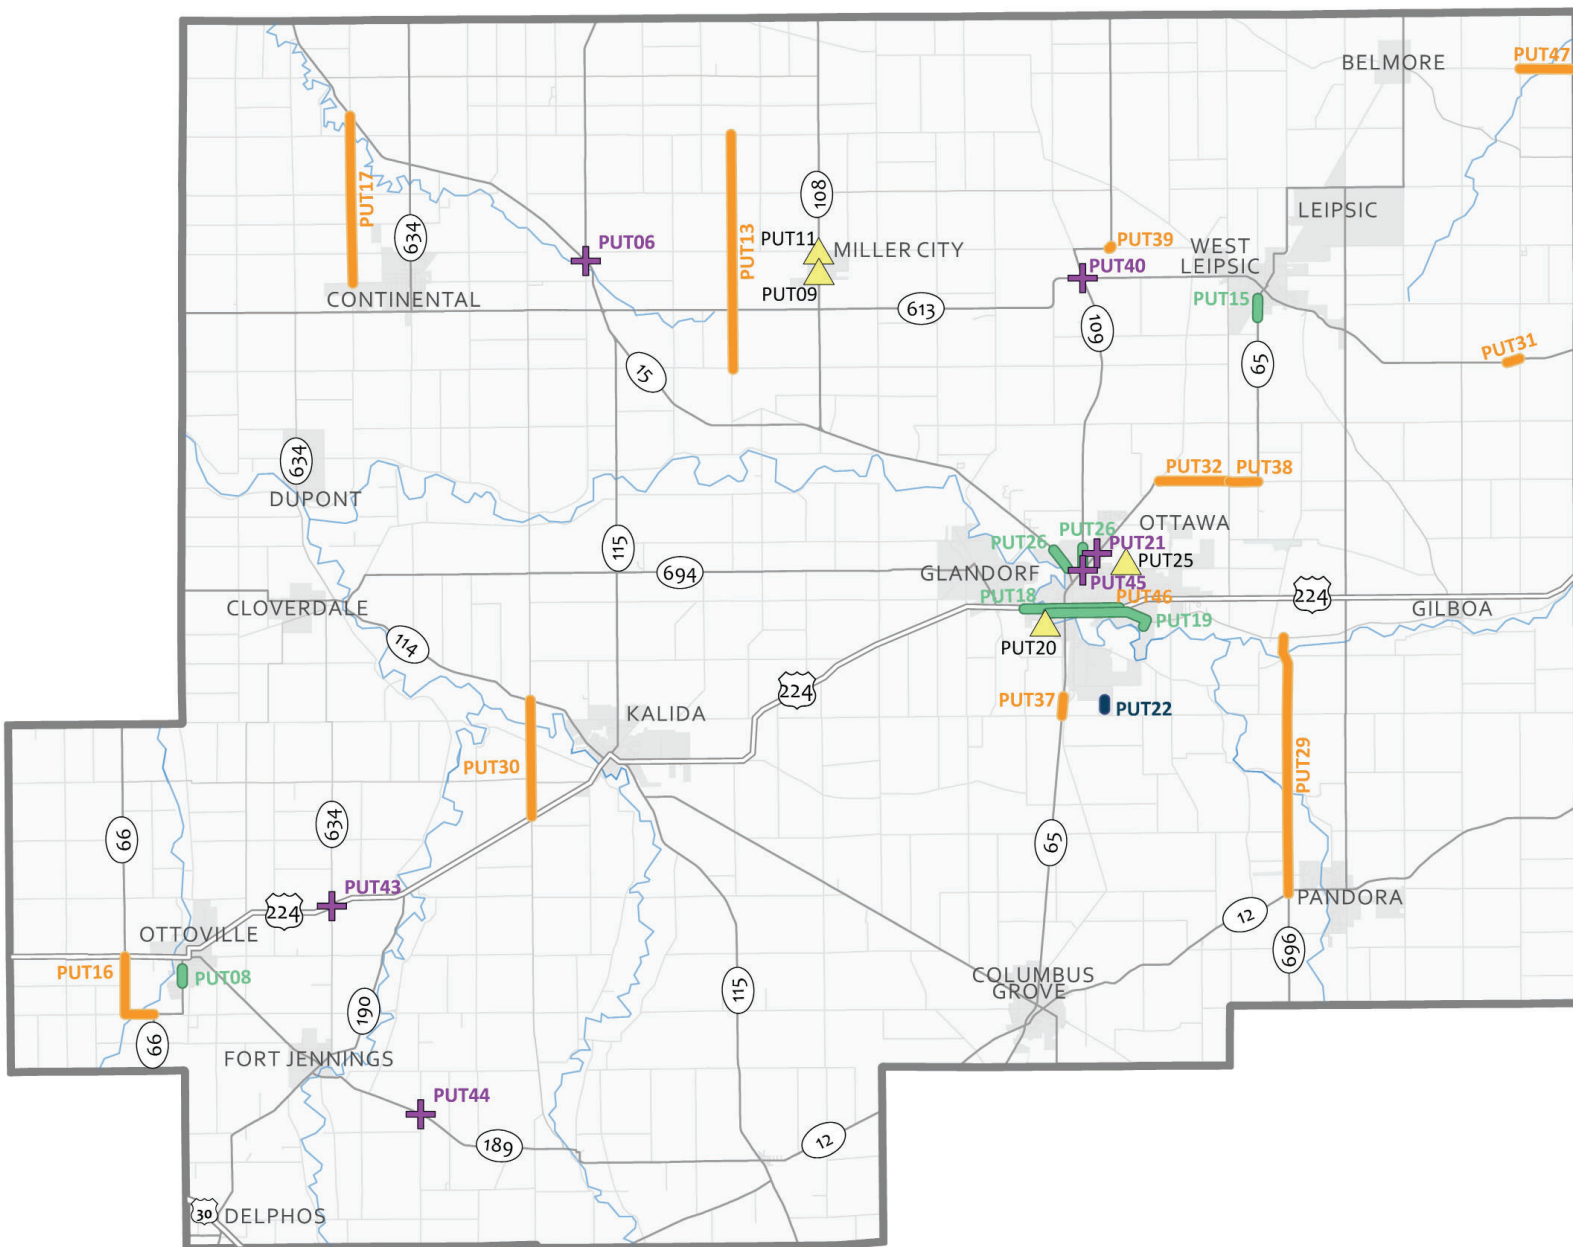 BELMORE
PUT47
PUT17
634
PUT06
PUT13
108
PUT11
MILLER CITY
PUT09
LEIPSIC
PUT39
WEST
LEIPSIC
PUT40
PUT15
CONTINENTAL
613
109
65
PUT31
15
634
DUPONT
PUT32
PUT38
115
694
OTTAWA
PUT26
PUT26
PUT21
PUT25
GLANDORF
PUT45
PUT18
PUT46
224
GILBOA
CLOVERDALE
PUT19
114
PUT20
224
PUT37
PUT22
KALIDA
PUT30
PUT29
66
634
65
PUT43
224
PANDORA
12
OTTOVILLE
696
PUT16
PUT08
COLUMBUS
GROVE
115
190
66
FORT JENNINGS
PUT44
189
12
30
DELPHOS